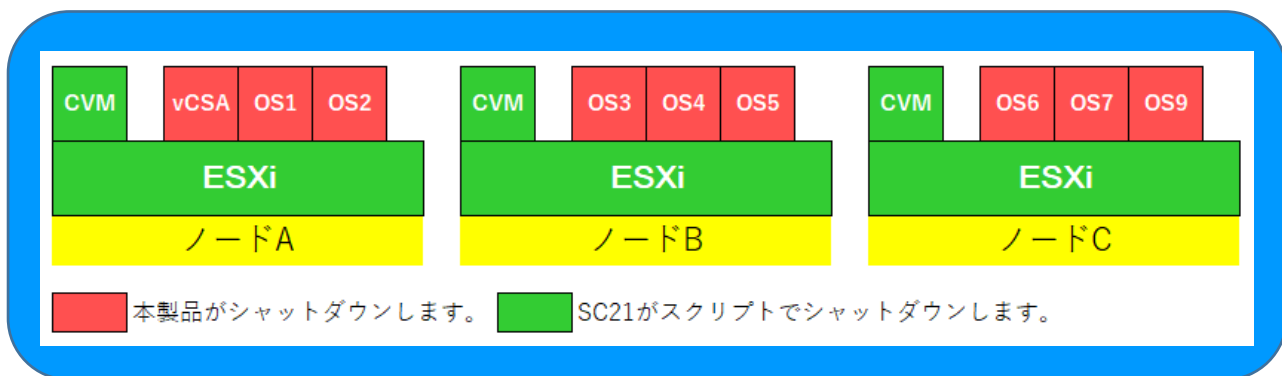 CVM vCSA OS1 OS2 CVM OS3 OS4 OS5 CVM OS6 OS7 OS9
ESXi ESXi ESXi
ノードA ノードB ノードC
本製品がシャットダウンします。 SC21がスクリプトでシャットダウンします。